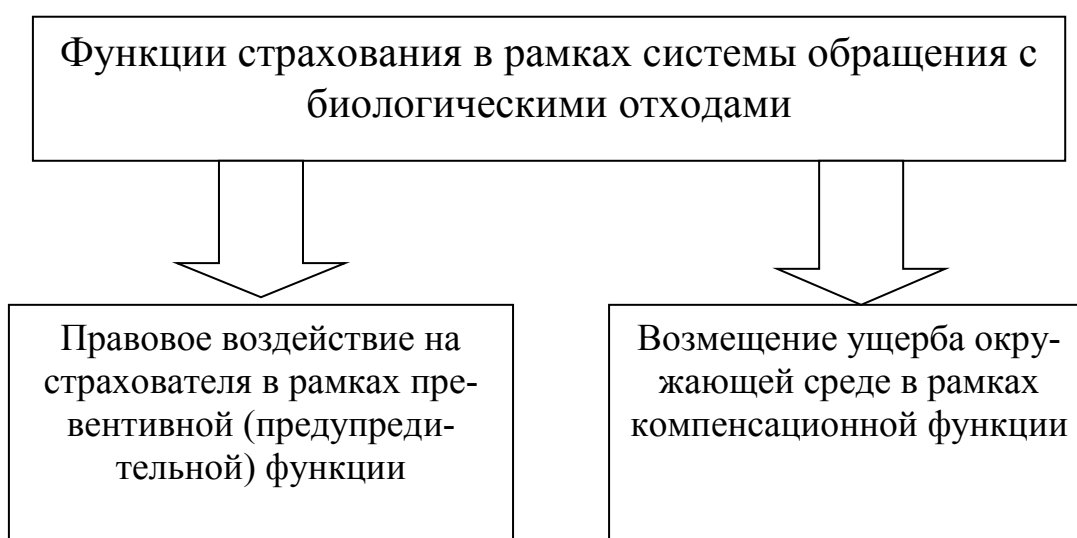 Функции страхования в рамках системы обращения с
биологическими отходами
Правовое воздействие на
страхователя в рамках пре-
вентивной (предупреди-
тельной) функции
Возмещение ущерба окру-
жающей среде в рамках
компенсационной функции